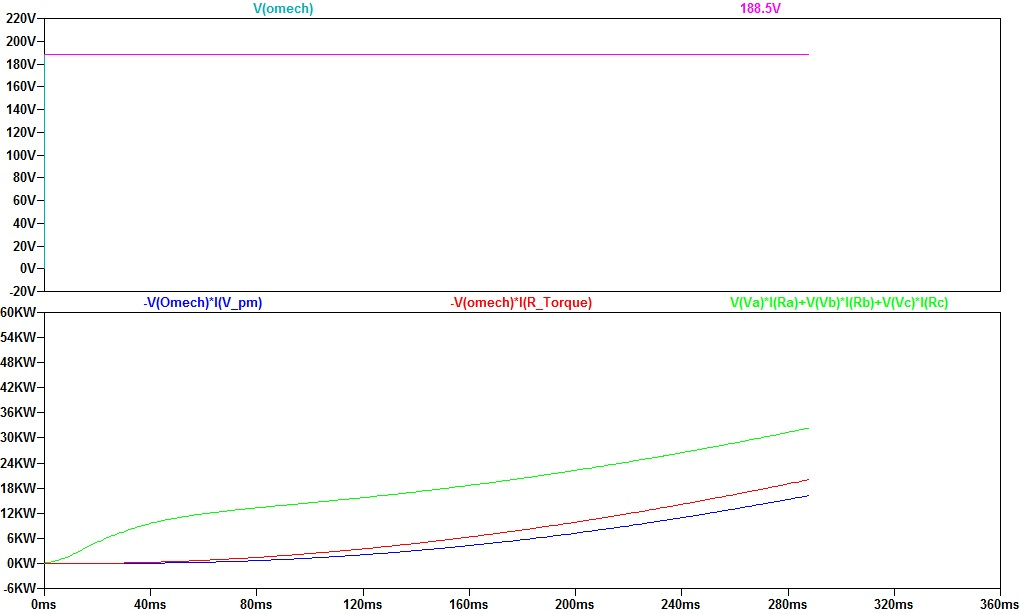 V(omech) 188.5V
220V
200V
180V
160V
140V
120V
100V
80V
60V
40V
20V
0V
-20V
-V(Omech)*I(V_pm) -V(omech)*I(R_Torque) V(Va)*I(Ra)+V(Vb)*I(Rb)+V(Vc)*I(Rc)
60KW
54KW
48KW
42KW
36KW
30KW
24KW
18KW
12KW
6KW
0KW
-6KW
0ms 40ms 80ms 120ms 160ms 200ms 240ms 280ms 320ms 360ms